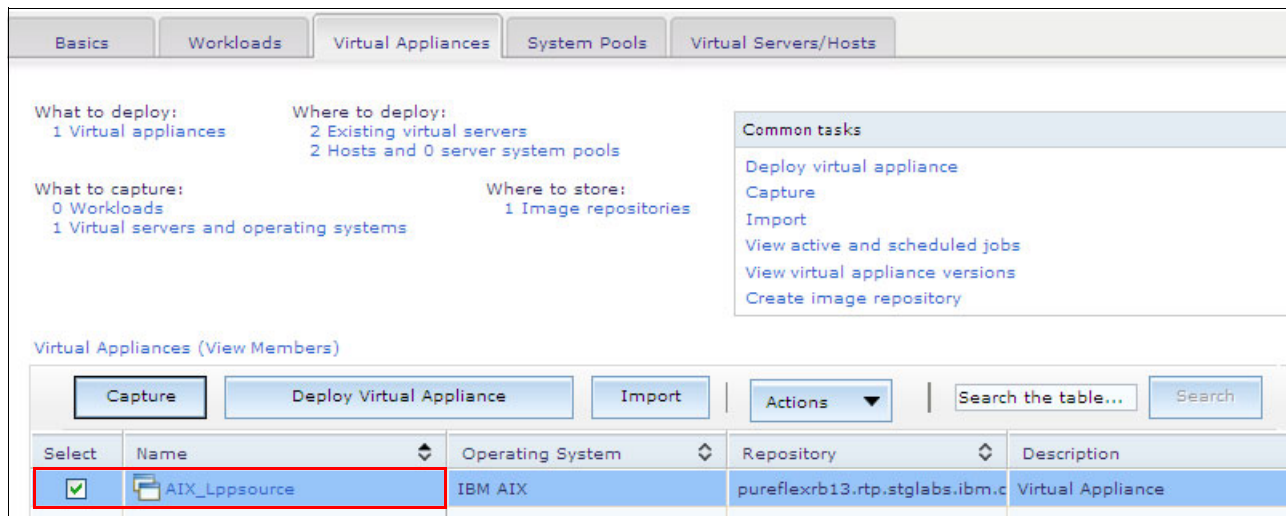 Basics Workloads Virtual Appliances System Pools Virtual Servers/Hosts
What to deploy: Where to deploy:
1 Virtual appliances 2 Existing virtual servers
2 Hosts and 0 server system pools
What to capture: Where to store:
0 Workloads 1 Image repositories
1 Virtual servers and operating systems
Common tasks
Deploy virtual appliance
Capture
Import
View active and scheduled jobs
View virtual appliance versions
Create image repository
Virtual Appliances (View Members)
Capture Deploy Virtual Appliance Import Actions Search the table... Search
Select Name Operating System Repository Description
AIX_Lppsource IBM AIX pureflexrb13.rtp.stglabs.ibm.c Virtual Appliance